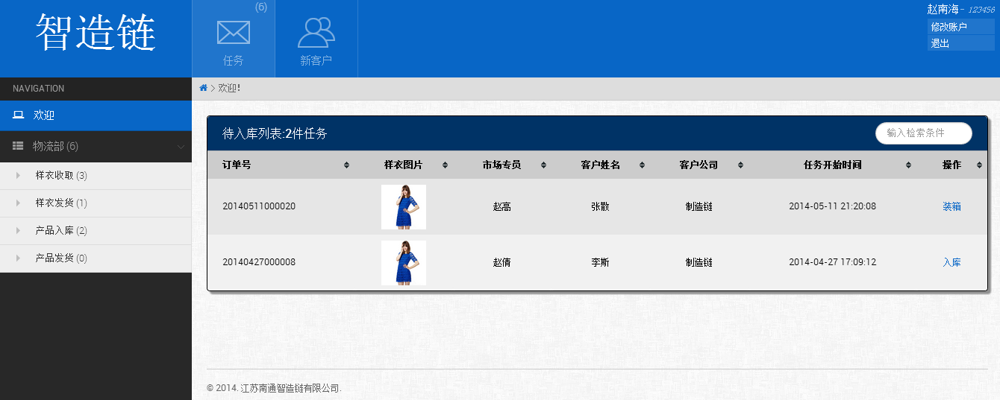 智造链
(6)
任务
新客户
赵南海- 123456
修改账户
退出
NAVIGATION
欢迎
物流部 (6)
样衣收取 (3)
样衣发货 (1)
产品入库 (2)
产品发货 (0)
欢迎!
待入库列表:2件任务
输入检索条件
订单号 样衣图片 市场专员 客户姓名 客户公司 任务开始时间 操作
20140511000020 赵高 张散 制造链 2014-05-11 21:20:08 装箱
20140427000008 赵倩 李斯 制造链 2014-04-27 17:09:12 入库
© 2014. 江苏南通智造链有限公司.